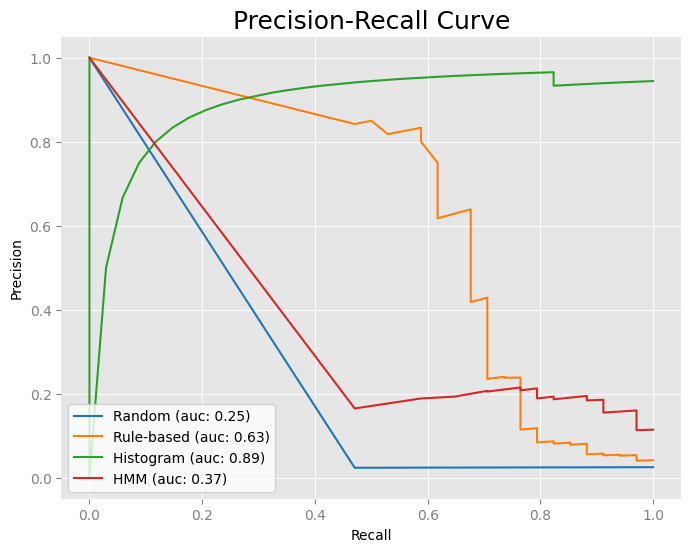 Precision-Recall Curve
Precision
1.0
0.8
0.6
0.4
0.2
0.0
Random (auc: 0.25)
Rule-based (auc: 0.63)
Histogram (auc: 0.89)
HMM (auc: 0.37)
0.0 0.2 0.4 0.6 0.8 1.0
Recall